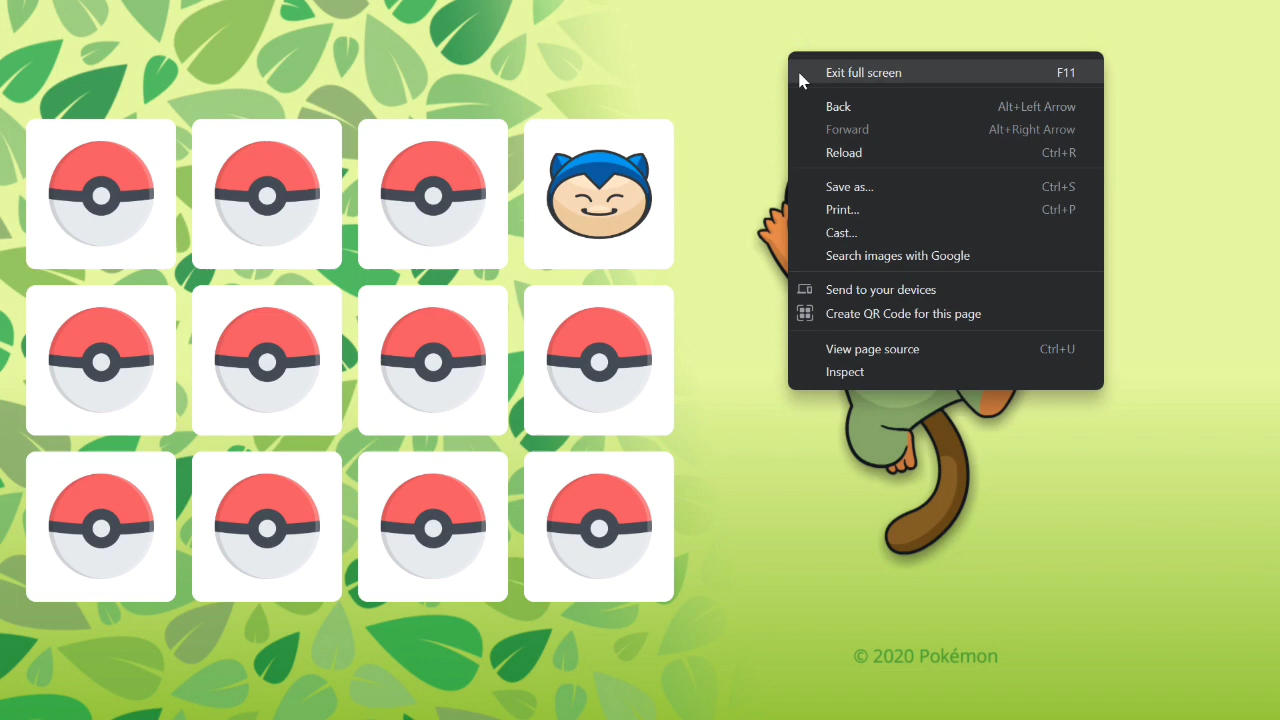 Exit full screen F11
Back Alt+Left Arrow
Forward Alt+Right Arrow
Reload Ctrl+R
Save as... Ctrl+S
Print... Ctrl+P
Cast...
Search images with Google
Send to your devices
Create QR Code for this page
View page source Ctrl+U
Inspect
© 2020 Pokémon